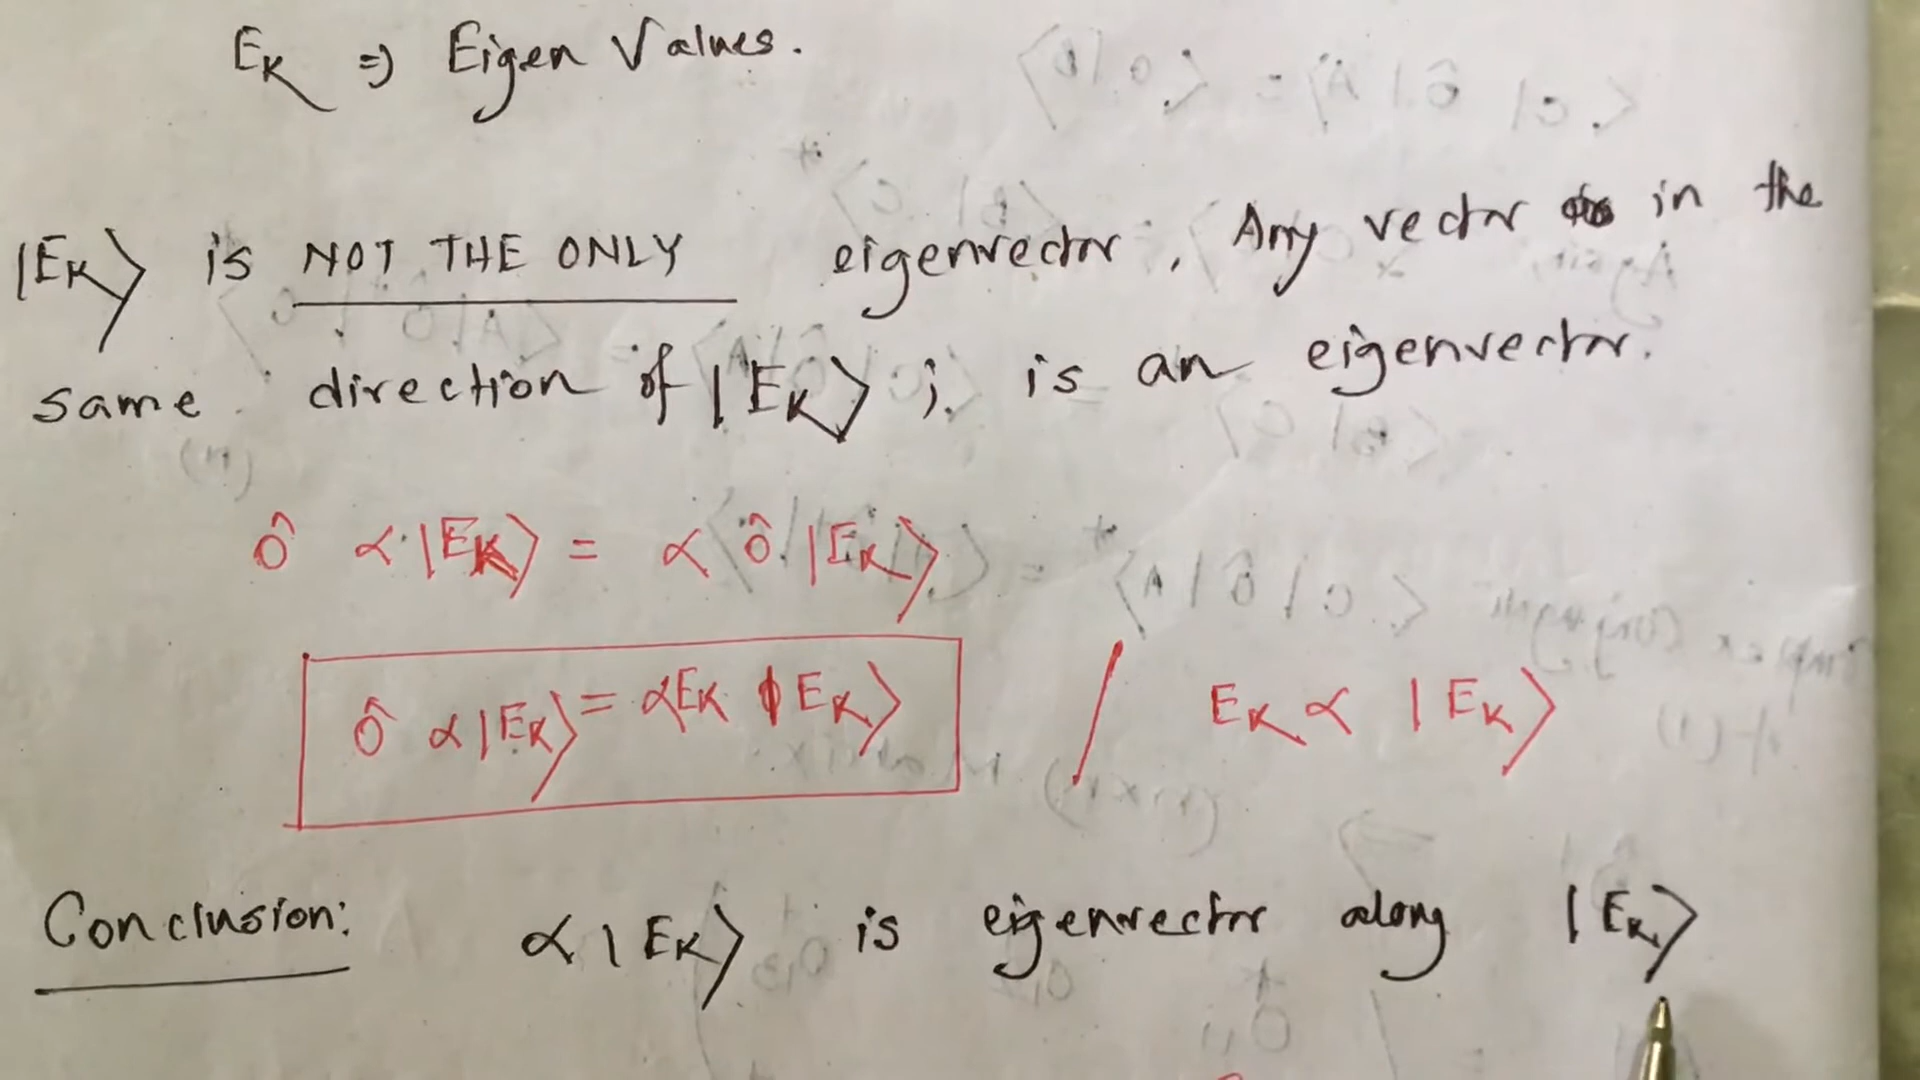 E_K ⇒ Eigen Values.
|E_K⟩ is NOT THE ONLY eigenvector. Any vector in the
same direction of |E_K⟩ ; is an eigenvector.
ô α|E_K⟩ = α ô |E_K⟩
ô α|E_K⟩ = αE_K |E_K⟩ / E_K α |E_K⟩
Conclusion: α|E_K⟩ is eigenvector along |E_K⟩